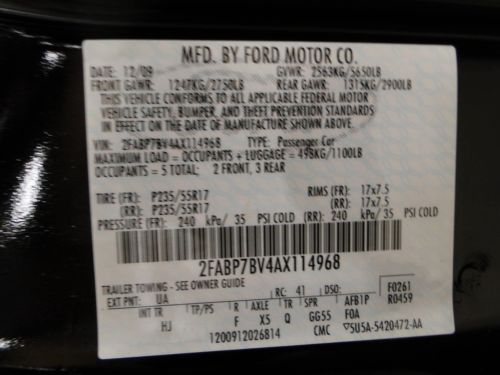 MFD. BY FORD MOTOR CO.
DATE: 12/09 GVWR: 2563KG/5650LB
FRONT GAWR: 1247KG/2750LB REAR GAWR: 1315KG/2900LB
THIS VEHICLE CONFORMS TO ALL APPLICABLE FEDERAL MOTOR
VEHICLE SAFETY, BUMPER, AND THEFT PREVENTION STANDARDS
IN EFFECT ON THE DATE OF MANUFACTURE SHOWN ABOVE.
VIN: 2FABP7BV4AX114968 TYPE: Passenger Car
MAXIMUM LOAD = OCCUPANTS + LUGGAGE = 498KG/1100LB
OCCUPANTS = 5 TOTAL: 2 FRONT, 3 REAR
TIRE (FR): P235/55R17 RIMS (FR): 17x7.5
(RR): P235/55R17 (RR): 17x7.5
PRESSURE (FR): 240 kPa/ 35 PSI COLD (RR): 240 kPa/ 35 PSI COLD
2FABP7BV4AX114968
TRAILER TOWING - SEE OWNER GUIDE
EXT PNT: UA RC: 41 DSO: F0261
INT TR TP/PS R AXLE TR SPR AFB1P R0459
HJ F X5 Q GG55 FOA
1200912026814 CMC ▽5U5A-5420472-AA